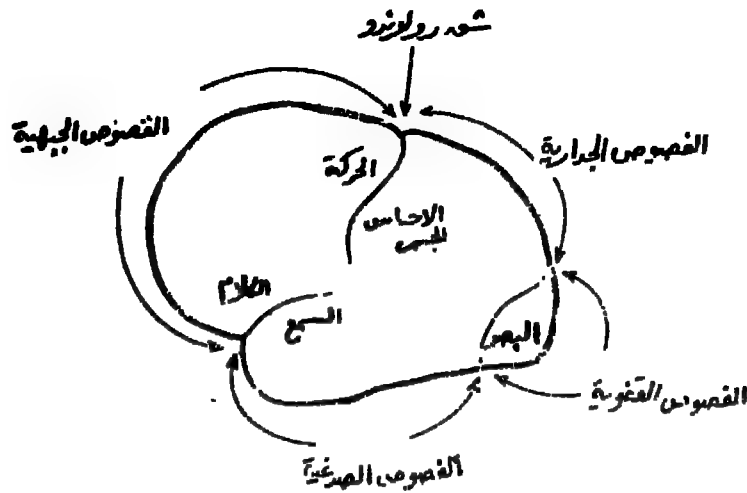 شق رولاندو
الفصوص الجبهية
الفصوص الجدارية
الحركة
الاحساس
الجسمي
الكلام
السمع
البصر
الفصوص القفوية
الفصوص الصدغية